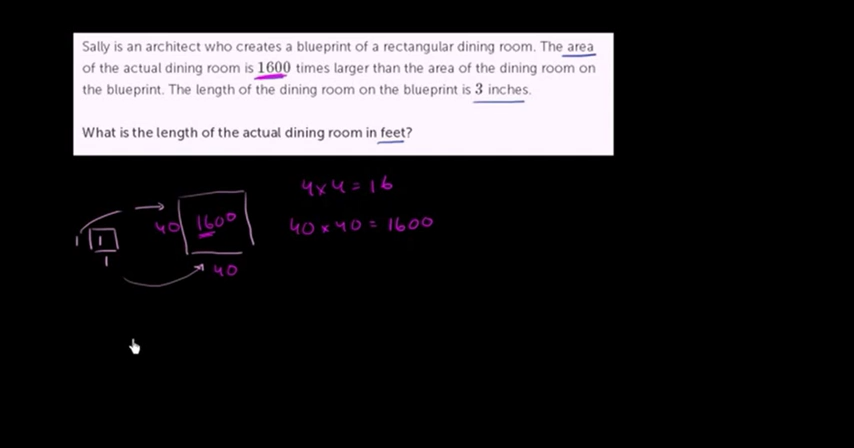 Sally is an architect who creates a blueprint of a rectangular dining room. The area
of the actual dining room is 1600 times larger than the area of the dining room on
the blueprint. The length of the dining room on the blueprint is 3 inches.
What is the length of the actual dining room in feet?
4 x 4 = 16
40 x 40 = 1600
1 1
1
40 1600
40